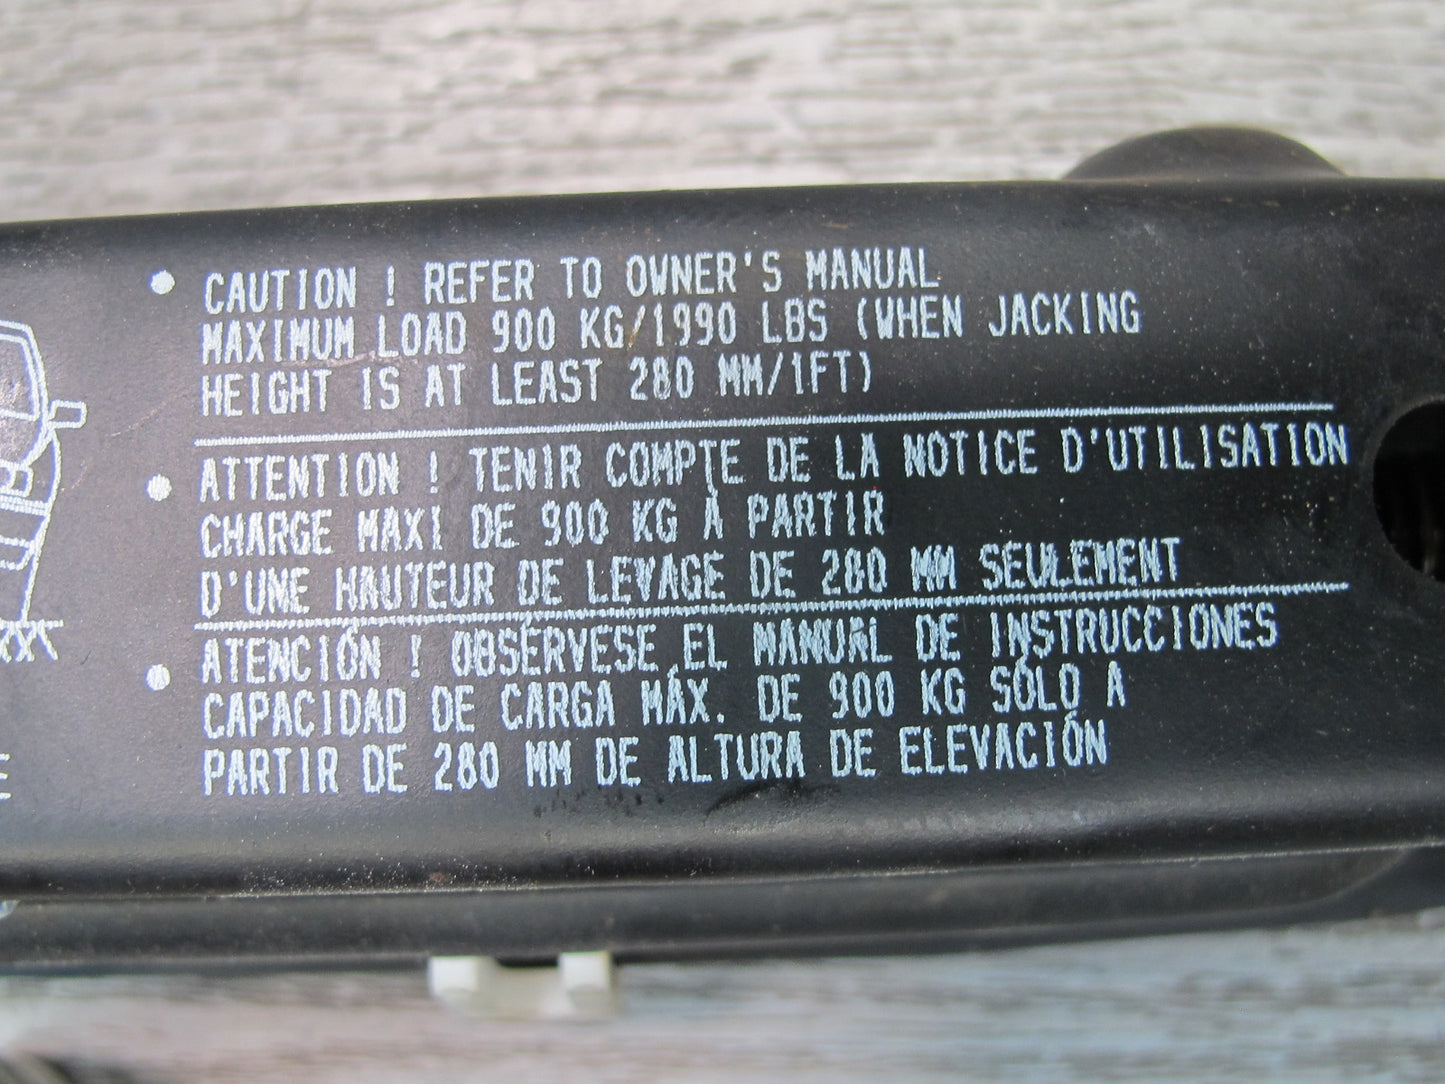 • CAUTION ! REFER TO OWNER'S MANUAL
MAXIMUM LOAD 900 KG/1990 LBS (WHEN JACKING
HEIGHT IS AT LEAST 280 MM/1FT)
• ATTENTION ! TENIR COMPTE DE LA NOTICE D'UTILISATION
CHARGE MAXI DE 900 KG À PARTIR
D'UNE HAUTEUR DE LEVAGE DE 280 MM SEULEMENT
• ATENCIÓN ! OBSÉRVESE EL MANUAL DE INSTRUCCIONES
CAPACIDAD DE CARGA MÁX. DE 900 KG SÓLO A
PARTIR DE 280 MM DE ALTURA DE ELEVACIÓN
E